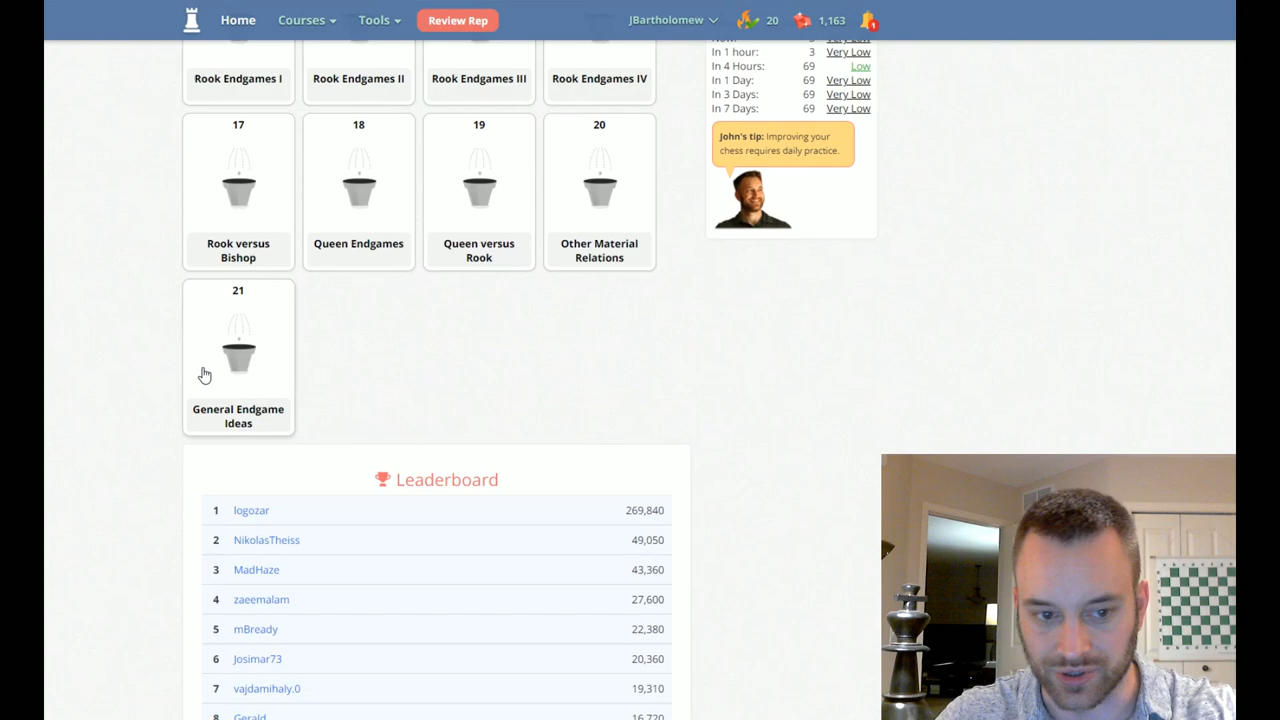 Home
Courses
Tools
Review Rep
JBartholomew
20
1,163
1
Rook Endgames I
Rook Endgames II
Rook Endgames III
Rook Endgames IV
In 1 hour: 3 Very Low
In 4 Hours: 69 Low
In 1 Day: 69 Very Low
In 3 Days: 69 Very Low
In 7 Days: 69 Very Low
John's tip: Improving your
chess requires daily practice.
17
18
19
20
Rook versus
Bishop
Queen Endgames
Queen versus
Rook
Other Material
Relations
21
General Endgame
Ideas
Leaderboard
1 logozar 269,840
2 NikolasTheiss 49,050
3 MadHaze 43,360
4 zaeemalam 27,600
5 mBready 22,380
6 Josimar73 20,360
7 vajdamihaly.0 19,310
8 Gerald 16,720